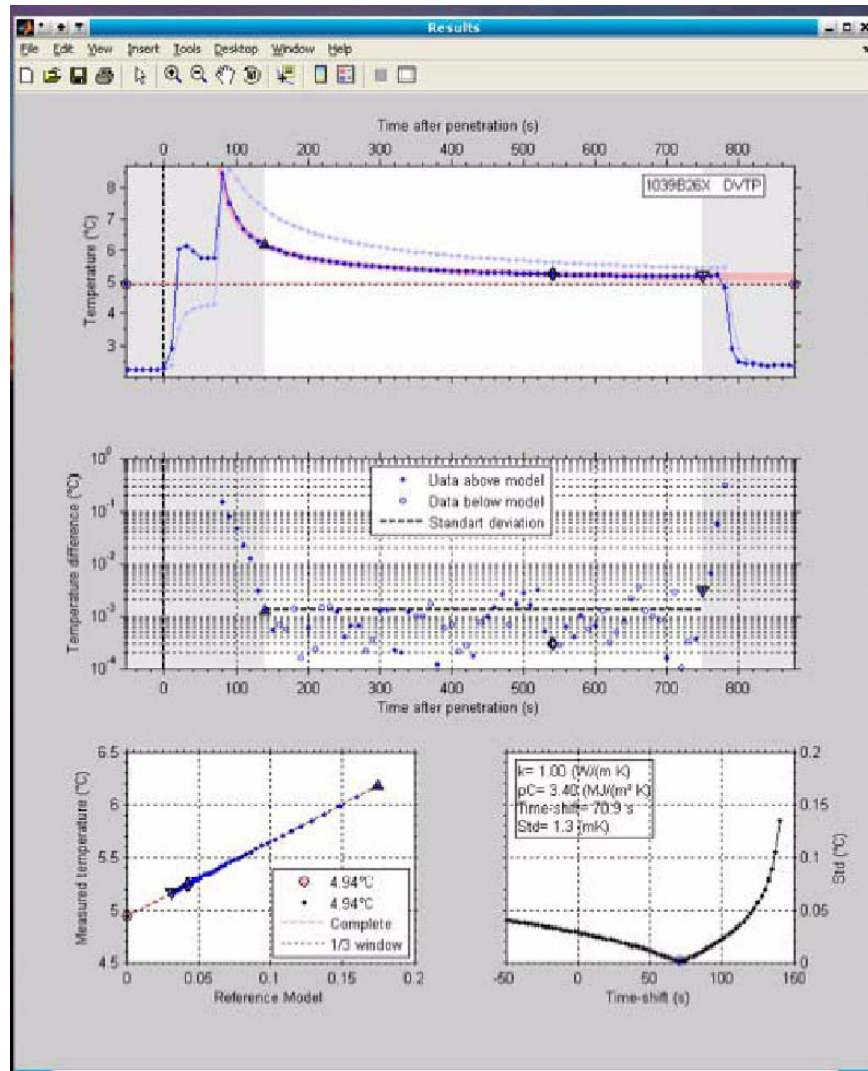 Results
File Edit View Insert Tools Desktop Window Help
Time after penetration (s)
0 100 200 300 400 500 600 700 800
1039B26X DVTP
Temperature (°C)
8
7
6
5
4
3
Temperature difference (°C)
10⁰
10⁻¹
10⁻²
10⁻³
10⁻⁴
Data above model
Data below model
Standart deviation
0 100 200 300 400 500 600 700 800
Time after penetration (s)
Measured temperature (°C)
6.5
6
5.5
5
4.5
4.94°C
4.94°C
Complete
1/3 window
0 0.05 0.1 0.15 0.2
Reference Model
k= 1.00 (W/(m K)
ρC= 3.40 (MJ/(m³ K)
Time-shift= 70.9 s
Std= 1.3 (mK)
0.2
0.15
0.1
0.05
0
Std (°C)
-50 0 50 100 150
Time-shift (s)